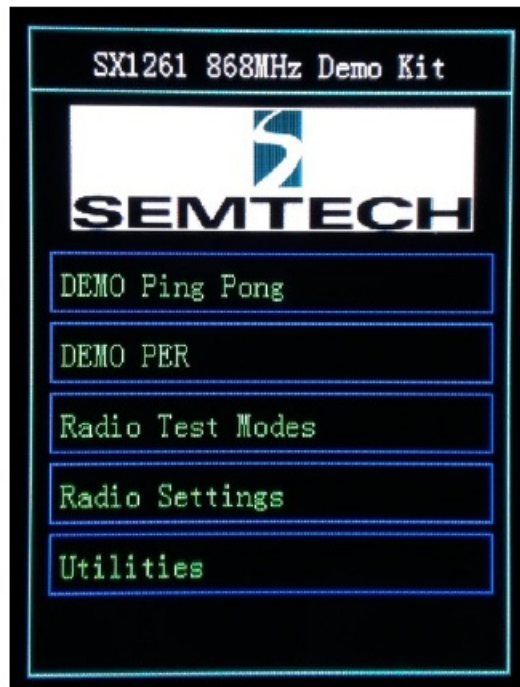 SX1261 868MHz Demo Kit
SEMTECH
DEMO Ping Pong
DEMO PER
Radio Test Modes
Radio Settings
Utilities